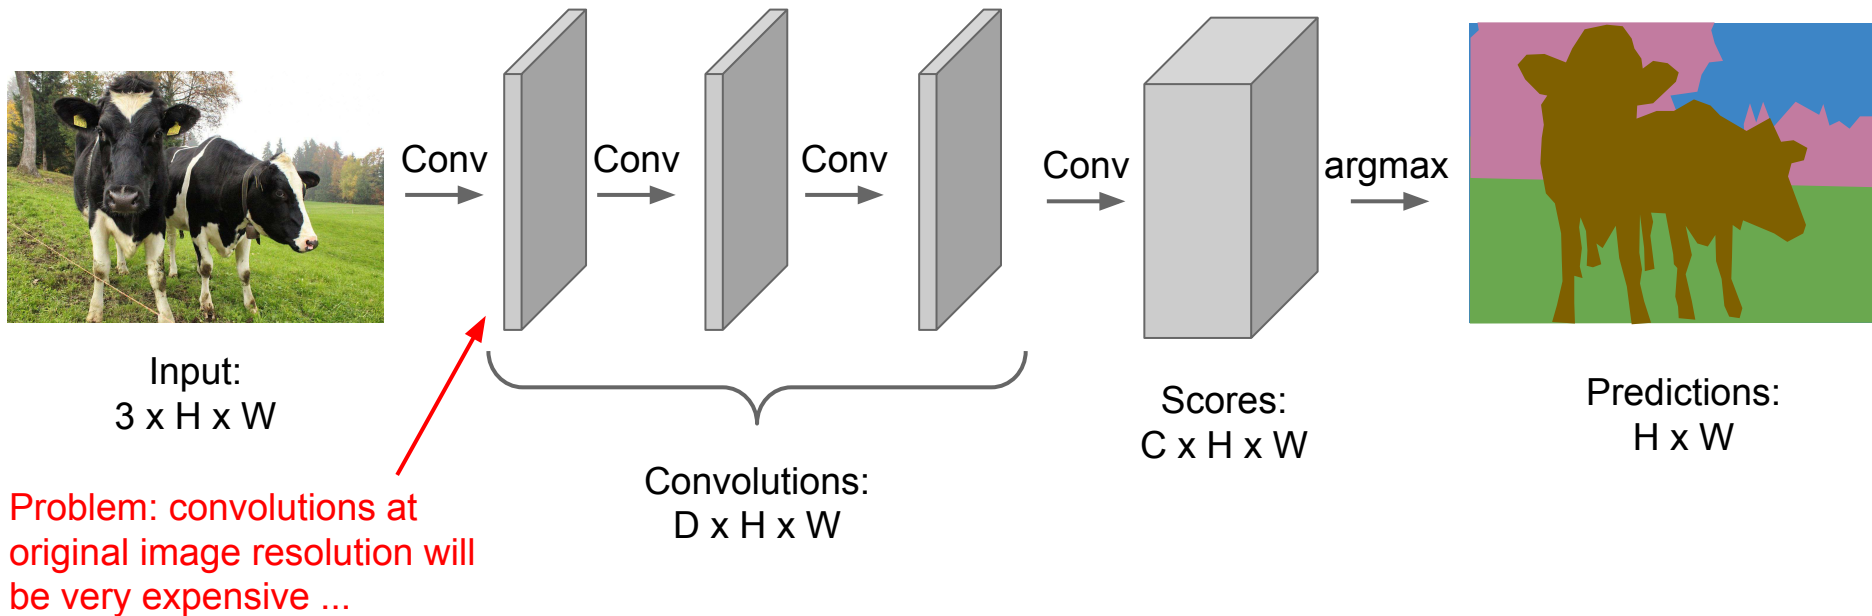 Conv
Conv
Conv
Conv
argmax
Input:
3 x H x W
Problem: convolutions at
original image resolution will
be very expensive ...
Convolutions:
D x H x W
Scores:
C x H x W
Predictions:
H x W